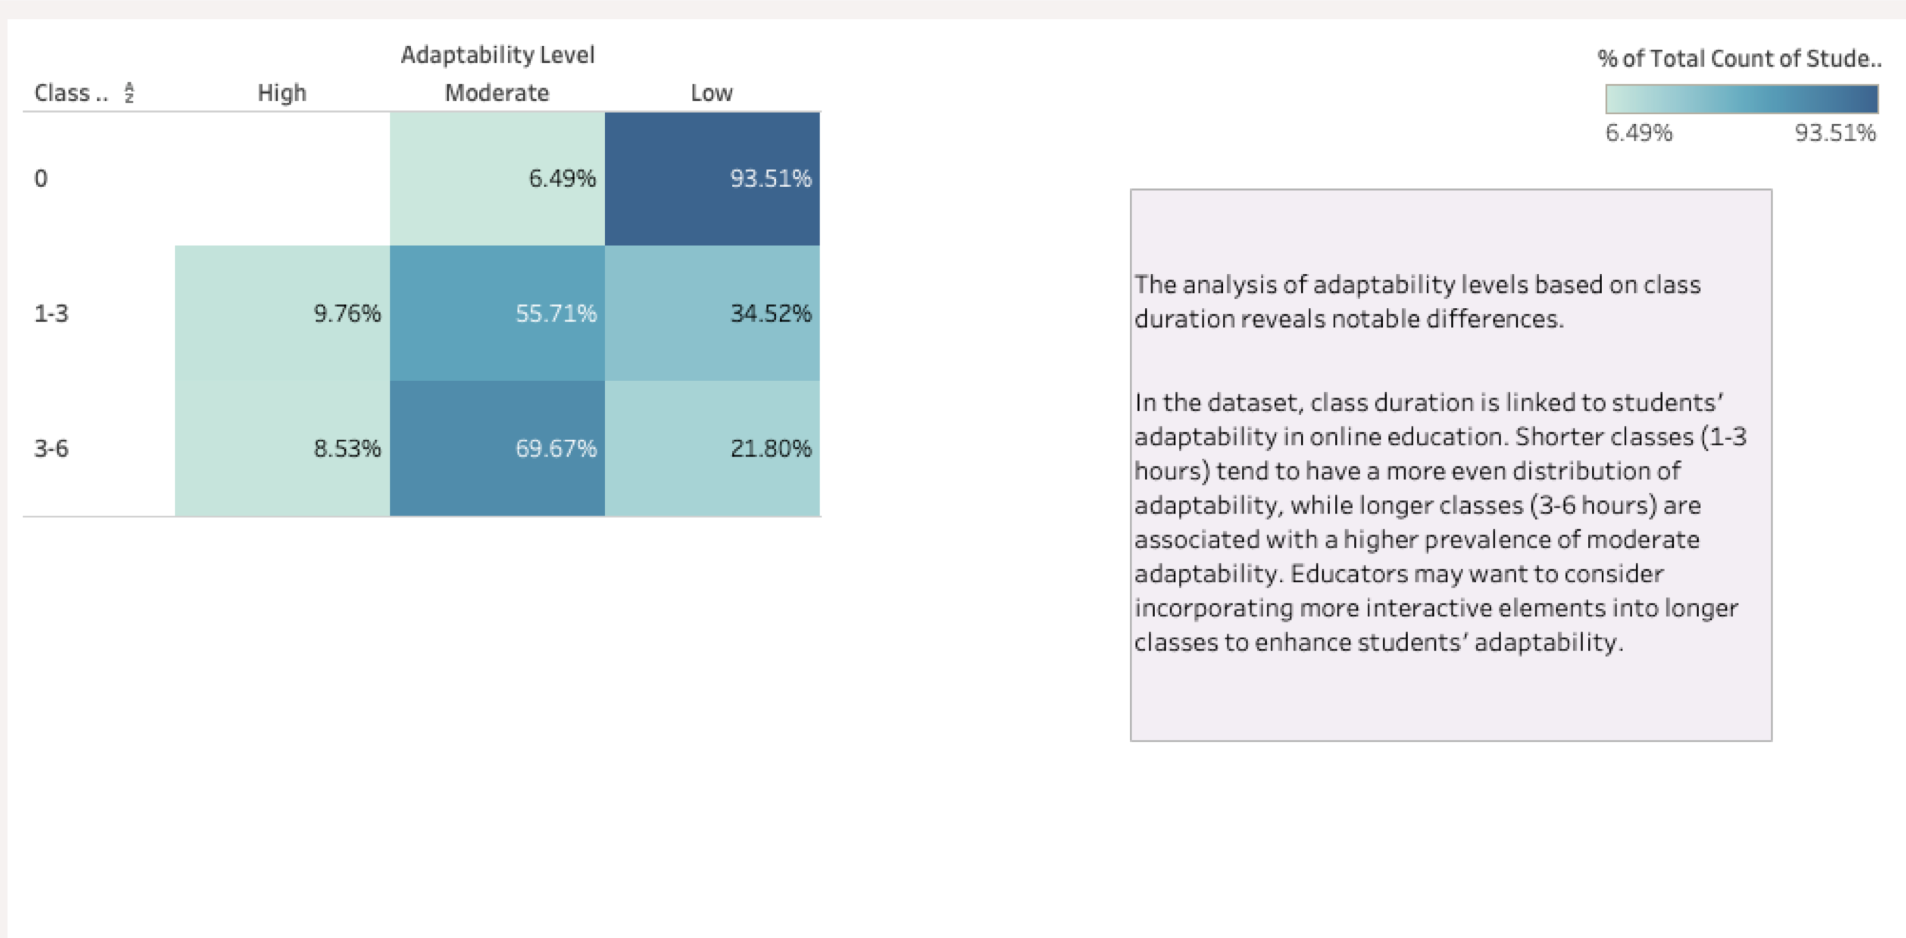 Adaptability Level
Class .. A Z High Moderate Low
0 6.49% 93.51%
1-3 9.76% 55.71% 34.52%
3-6 8.53% 69.67% 21.80%
% of Total Count of Stude..
6.49% 93.51%
The analysis of adaptability levels based on class
duration reveals notable differences.
In the dataset, class duration is linked to students’
adaptability in online education. Shorter classes (1-3
hours) tend to have a more even distribution of
adaptability, while longer classes (3-6 hours) are
associated with a higher prevalence of moderate
adaptability. Educators may want to consider
incorporating more interactive elements into longer
classes to enhance students’ adaptability.